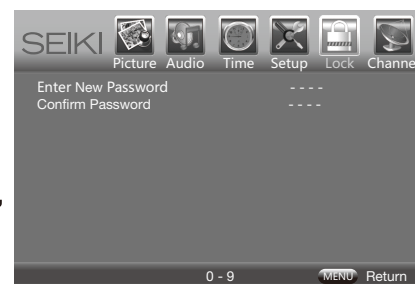 SEIKI
Picture Audio Time Setup Lock Channe
Enter New Password - - - -
Confirm Password - - - -
0 - 9 MENU Return